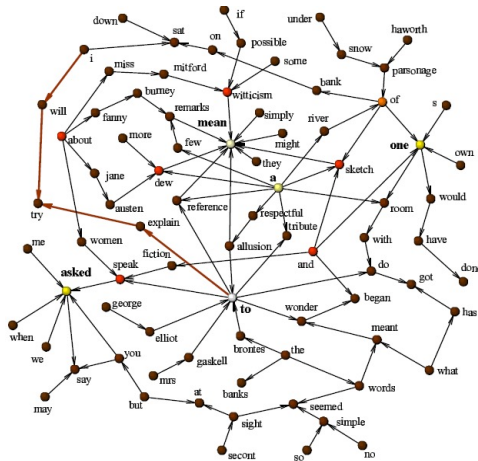 if
down
under
haworth
sat
possible
i
on
snow
miss
mitford
some
parsonage
bank
will
witticism
of
burney
mean
river
s
fanny
remarks
simply
about
more
might
one
few
sketch
own
they
jane
dew
a
would
try
austen
reference
room
explain
respectful
me
women
tribute
with
have
fiction
allusion
and
asked
speak
do
got
don
to
george
wonder
began
has
when
elliot
meant
we
brontes
you
gaskell
the
what
say
mrs
banks
words
may
but
at
seemed
sight
simple
secont
so
no